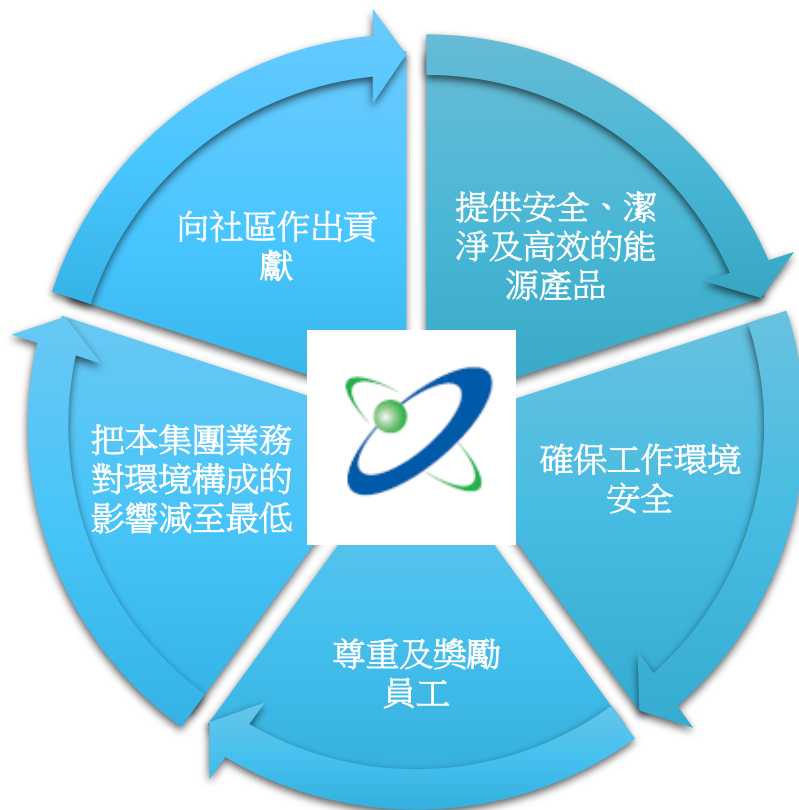 提供安全、潔
淨及高效的能
源產品
確保工作環境
安全
尊重及獎勵
員工
把本集團業務
對環境構成的
影響減至最低
向社區作出貢
獻